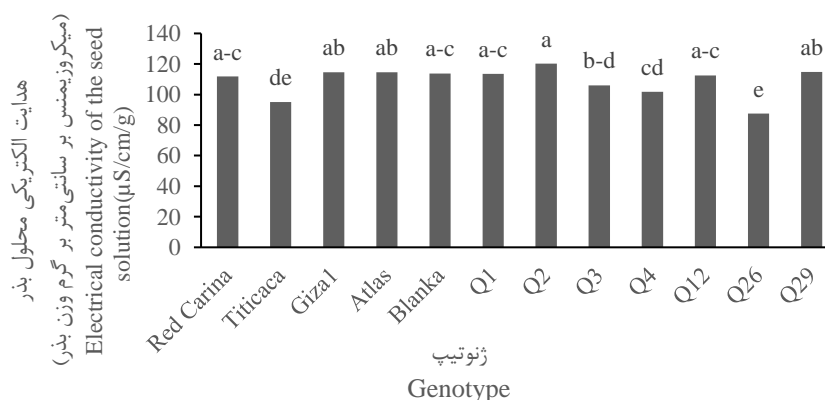 هدایت الکتریکی محلول بذر
(میکروزیمنس بر سانتی‌متر بر گرم وزن بذر)
Electrical conductivity of the seed
solution(µS/cm/g)
140
120
100
80
60
40
20
0
a-c
de
ab
ab
a-c
a-c
a
b-d
cd
a-c
e
ab
Red Carina
Titicaca
Giza1
Atlas
Blanka
Q1
Q2
Q3
Q4
Q12
Q26
Q29
ژنوتیپ
Genotype